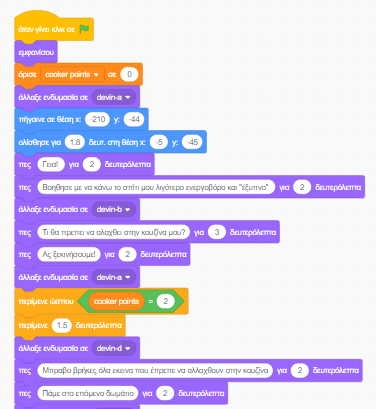 όταν γίνει κλικ σε
εμφανίσου
όρισε cooker points σε 0
άλλαξε ενδυμασία σε devin-a
πήγαινε σε θέση x: -210 y: -44
ολίσθησε για 1.8 δευτ. στη θέση x: -5 y: -45
πες Γεια! για 2 δευτερόλεπτα
πες Βοηθησε με να κάνω το σπίτι μου λιγότερο ενεργοβόρο και "έξυπνο" για 2 δευτερόλεπτα
άλλαξε ενδυμασία σε devin-b
πες Τι θα πρεπει να αλαχθει στην κουζίνα μου? για 3 δευτερόλεπτα
πες Ας ξεκινήσουμε! για 2 δευτερόλεπτα
άλλαξε ενδυμασία σε devin-a
περίμενε ώσπου cooker points = 2
περίμενε 1.5 δευτερόλεπτα
άλλαξε ενδυμασία σε devin-d
πες Μπραβο βρήκες όλα εκεινα που έπρεπε να αλλαχθουν στην κουζίνα για 2 δευτερόλεπτα
πες Πάμε στο επόμενο δωμάτιο για 2 δευτερόλεπτα